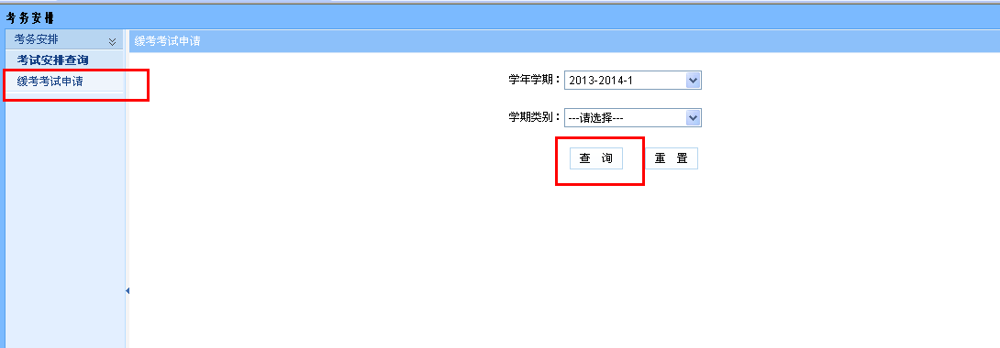 考务安排
考务安排
考试安排查询
缓考考试申请
缓考考试申请
学年学期：2013-2014-1
学期类别：---请选择---
查 询 重 置